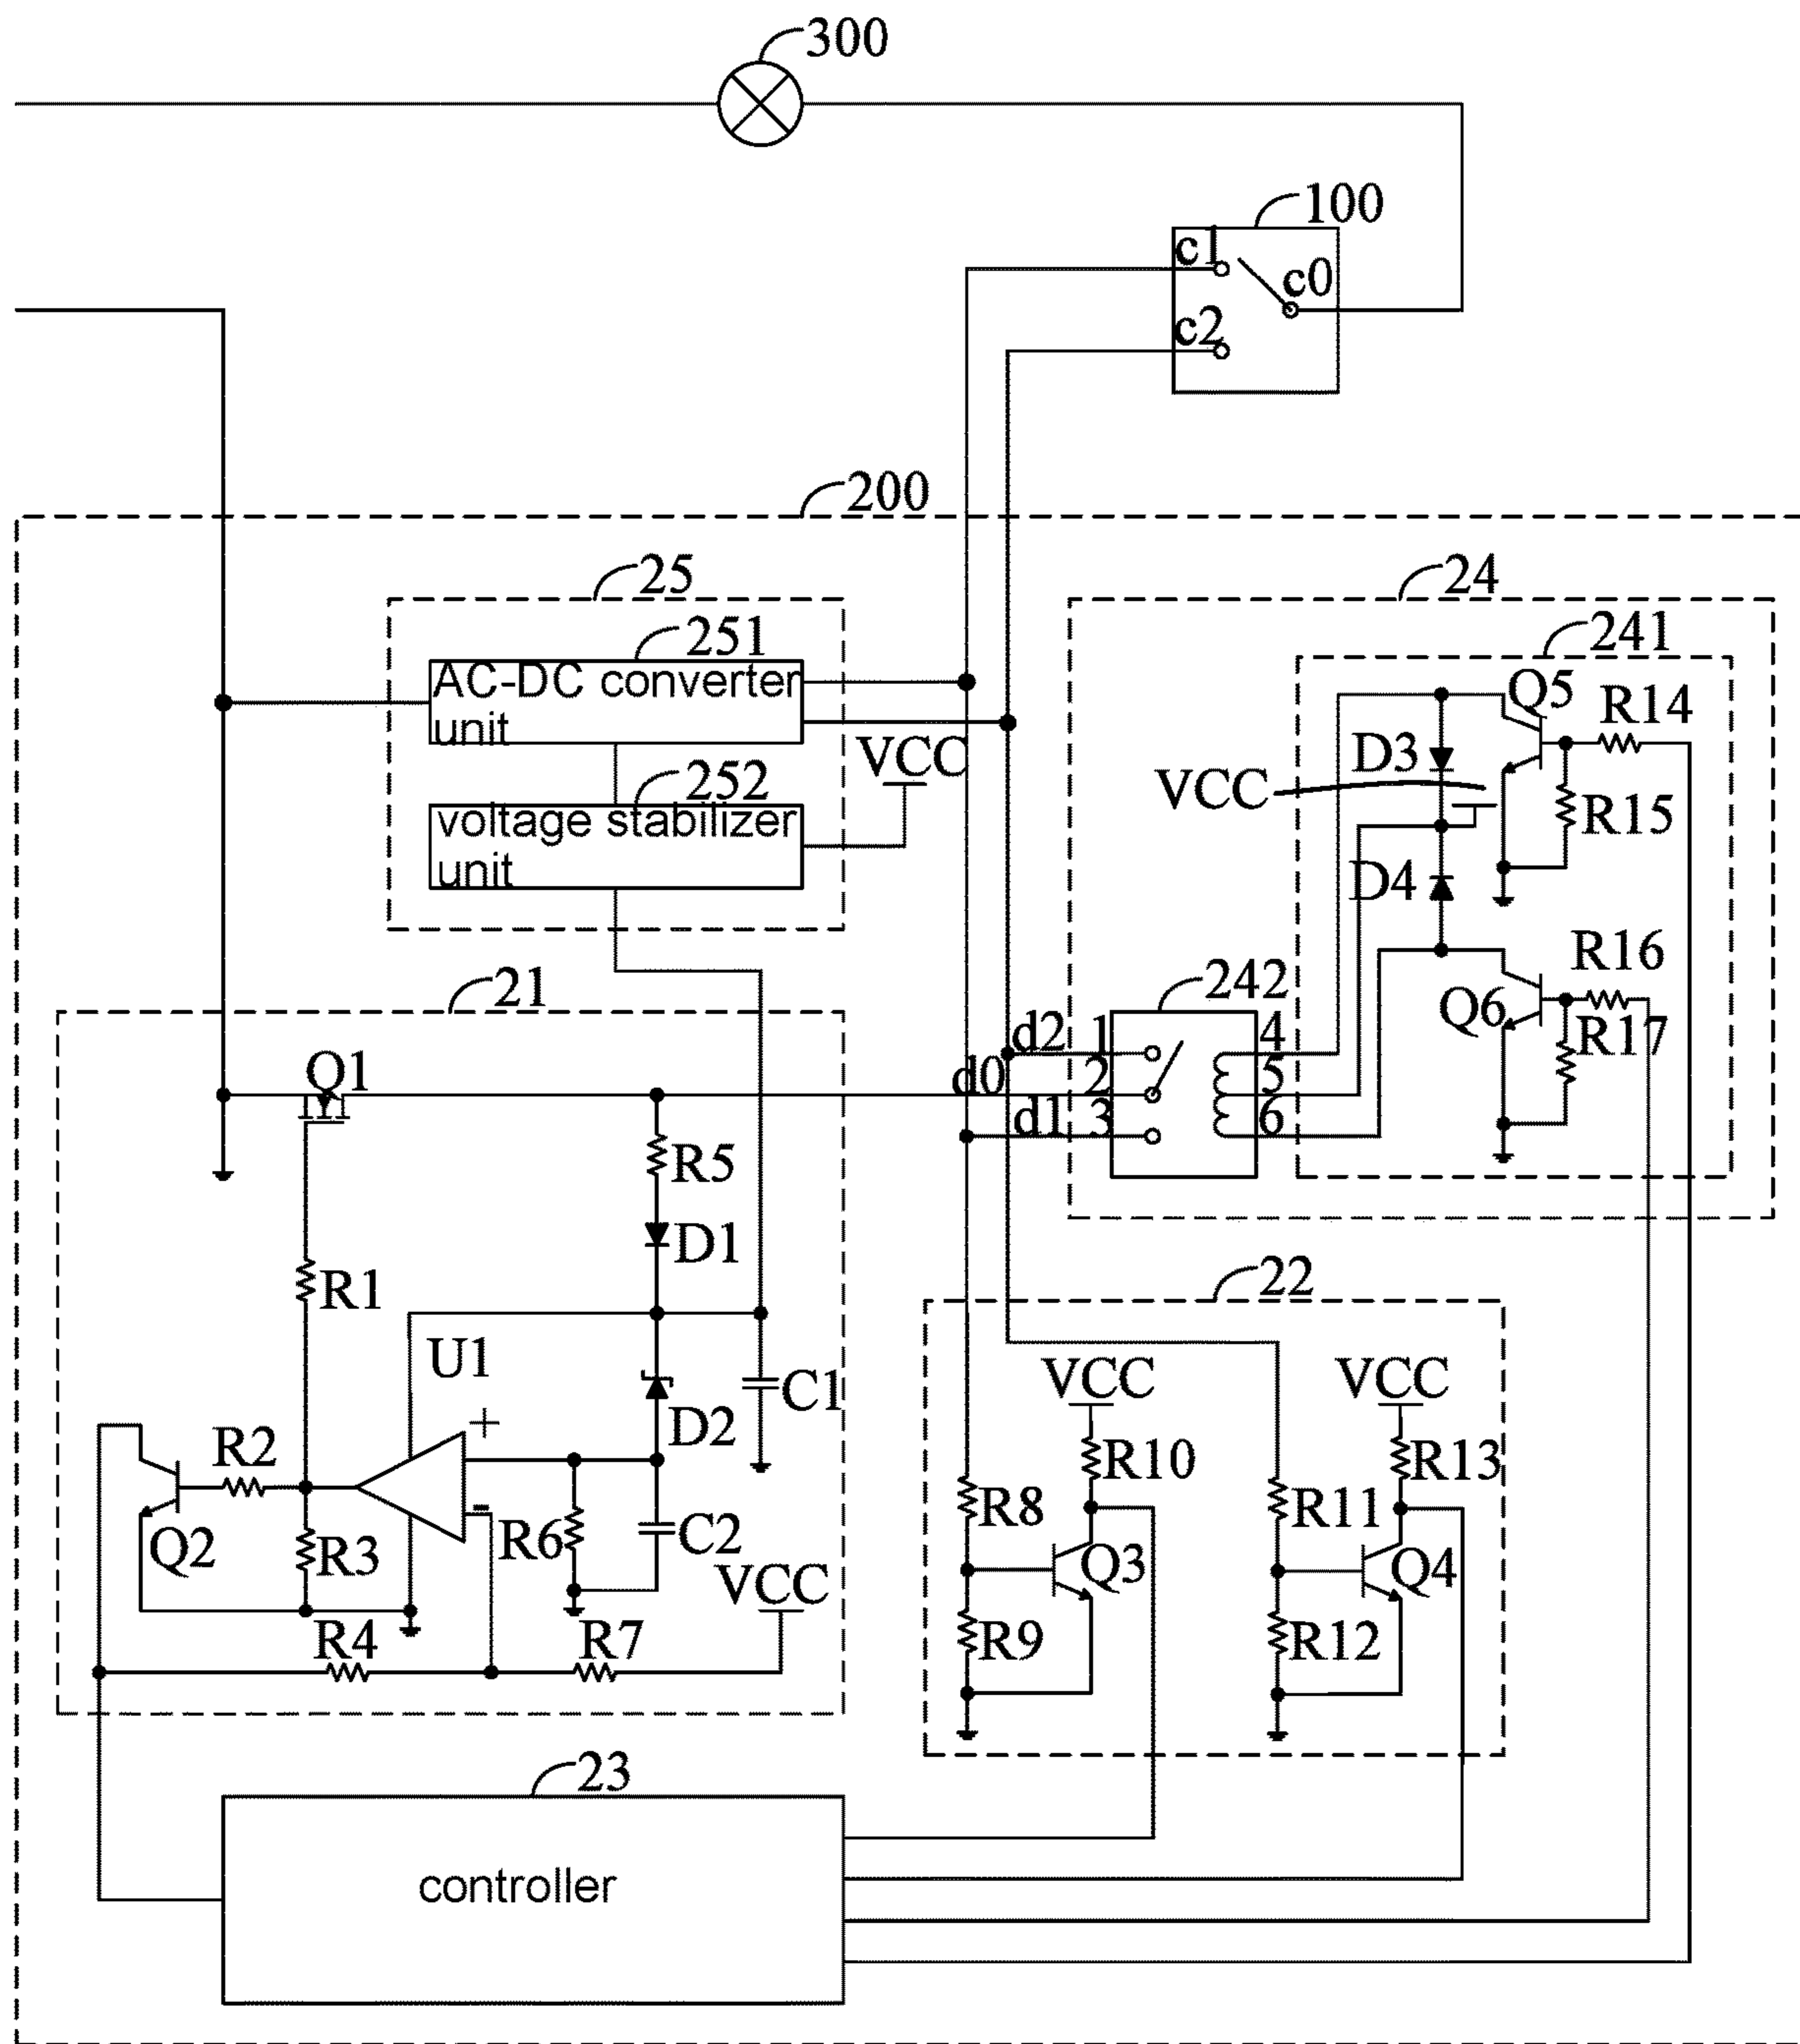 300
100
c1
c0
c2
200
25
24
251
241
AC-DC converter
unit
Q5
R14
D3
VCC
252
VCC
voltage stabilizer
unit
R15
D4
R16
242
21
Q6
R17
d2
1
4
d0
2
5
d1
3
6
Q1
R5
D1
R1
22
U1
VCC
VCC
C1
+
D2
R2
R10
R13
R8
R11
-
R6
C2
Q2
R3
Q3
Q4
VCC
R4
R7
R9
R12
23
controller